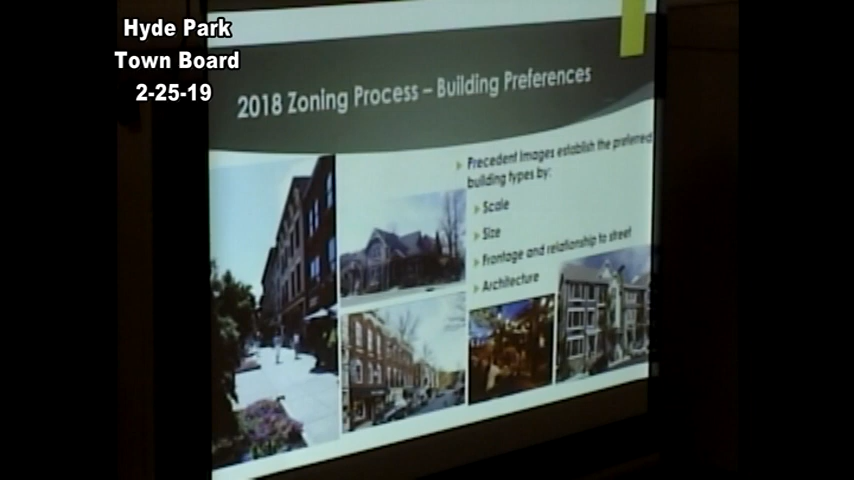 Hyde Park
Town Board
2-25-19
2018 Zoning Process – Building Preferences
Precedent images establish the preferred
building types by:
Scale
Size
Frontage and relationship to street
Architecture